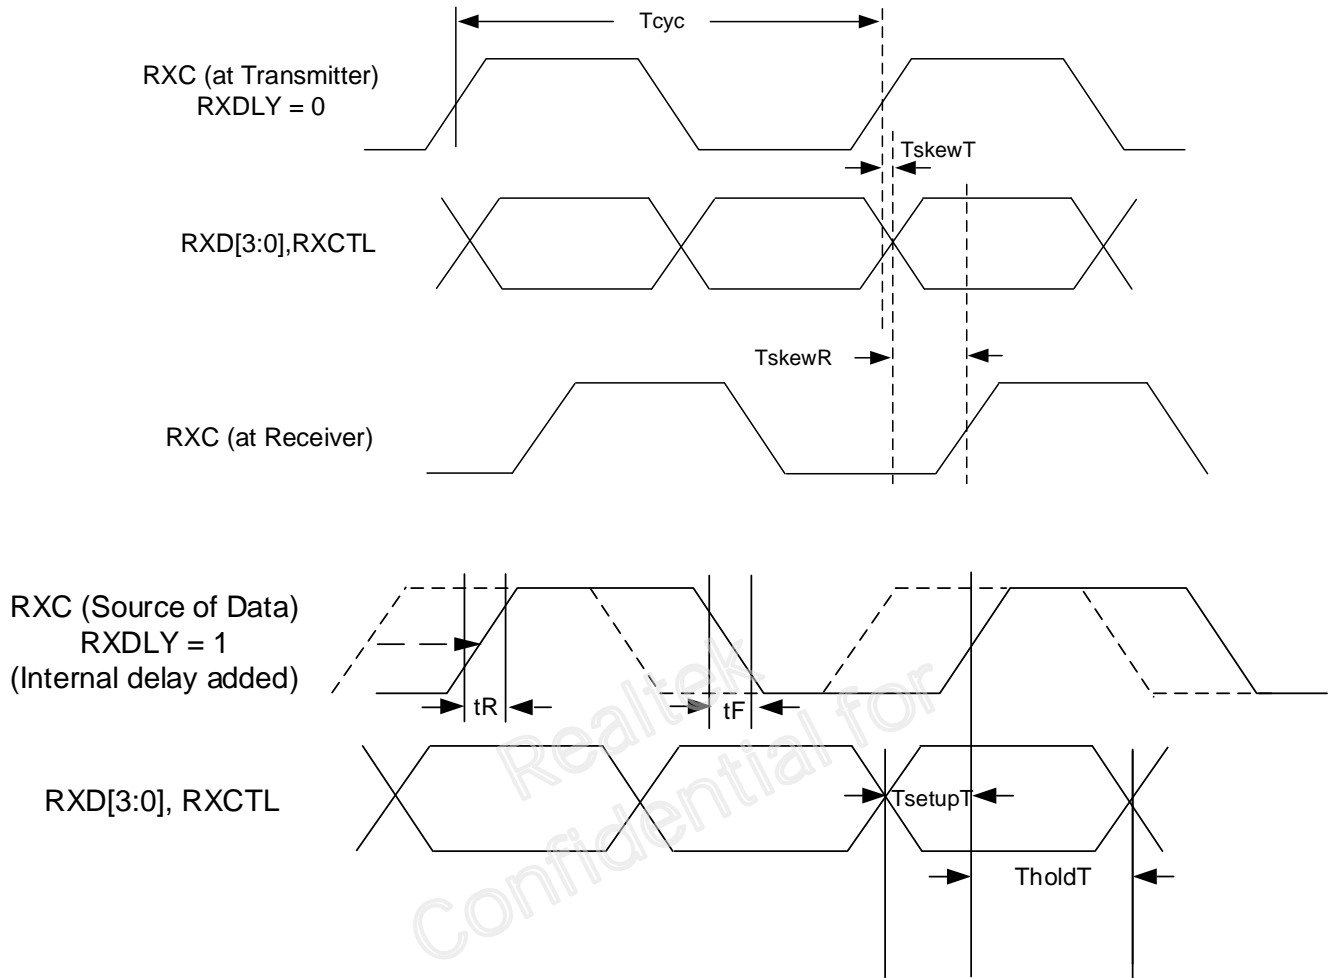 Tcyc
RXC (at Transmitter)
RXDLY = 0
TskewT
RXD[3:0],RXCTL
TskewR
RXC (at Receiver)
RXC (Source of Data)
RXDLY = 1
(Internal delay added)
tR
tF
RXD[3:0], RXCTL
TsetupT
TholdT
Realtek
Confidential for